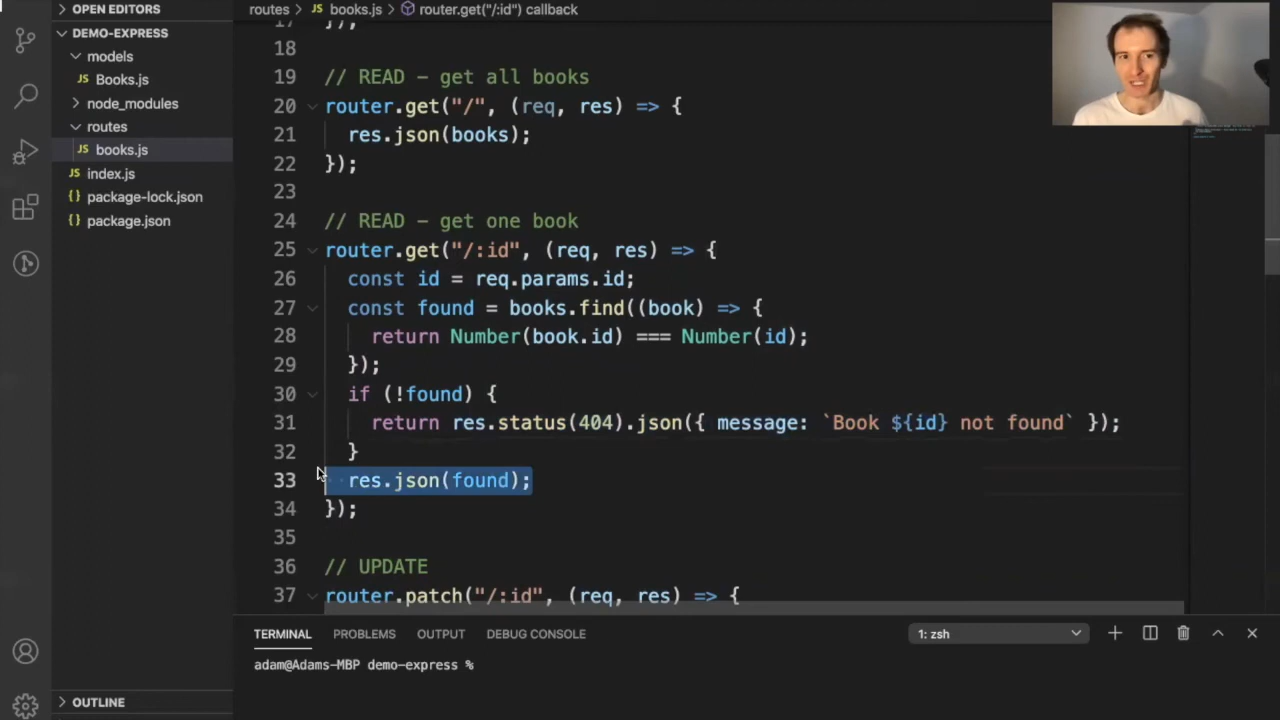 OPEN EDITORS
DEMO-EXPRESS
models
JS Books.js
node_modules
routes
JS books.js
JS index.js
{} package-lock.json
{} package.json
OUTLINE
routes > JS books.js > router.get("/:id") callback
17 });
18
19 // READ – get all books
20 router.get("/", (req, res) => {
21 res.json(books);
22 });
23
24 // READ – get one book
25 router.get("/:id", (req, res) => {
26 const id = req.params.id;
27 const found = books.find((book) => {
28 return Number(book.id) === Number(id);
29 });
30 if (!found) {
31 return res.status(404).json({ message: `Book ${id} not found` });
32 }
33 res.json(found);
34 });
35
36 // UPDATE
37 router.patch("/:id", (req, res) => {
TERMINAL PROBLEMS OUTPUT DEBUG CONSOLE 1: zsh
adam@Adams-MBP demo-express %